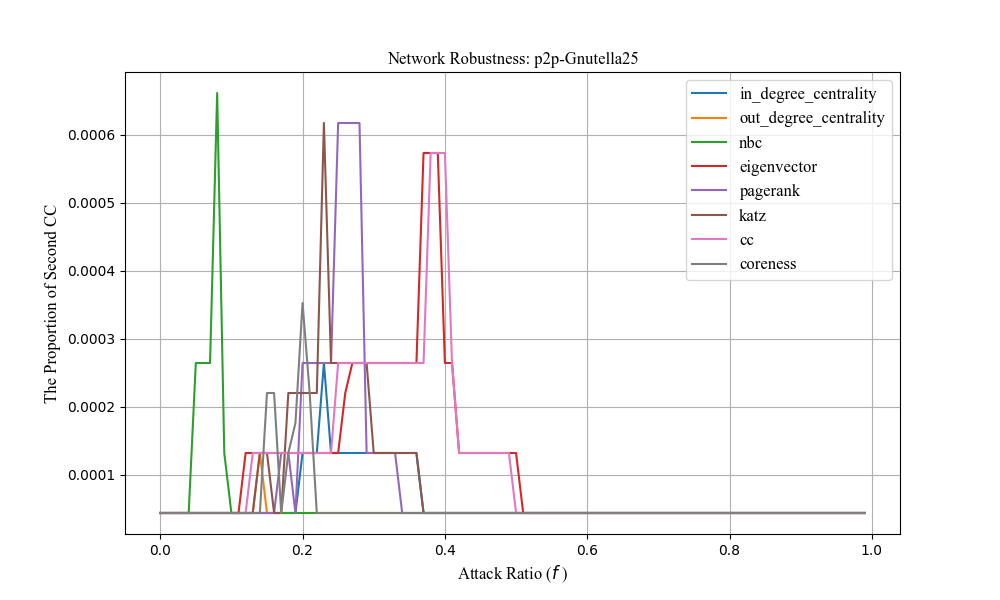 Network Robustness: p2p-Gnutella25
in_degree_centrality
out_degree_centrality
nbc
eigenvector
pagerank
katz
cc
coreness
The Proportion of Second CC
0.0006
0.0005
0.0004
0.0003
0.0002
0.0001
0.0
0.2
0.4
0.6
0.8
1.0
Attack Ratio (f)